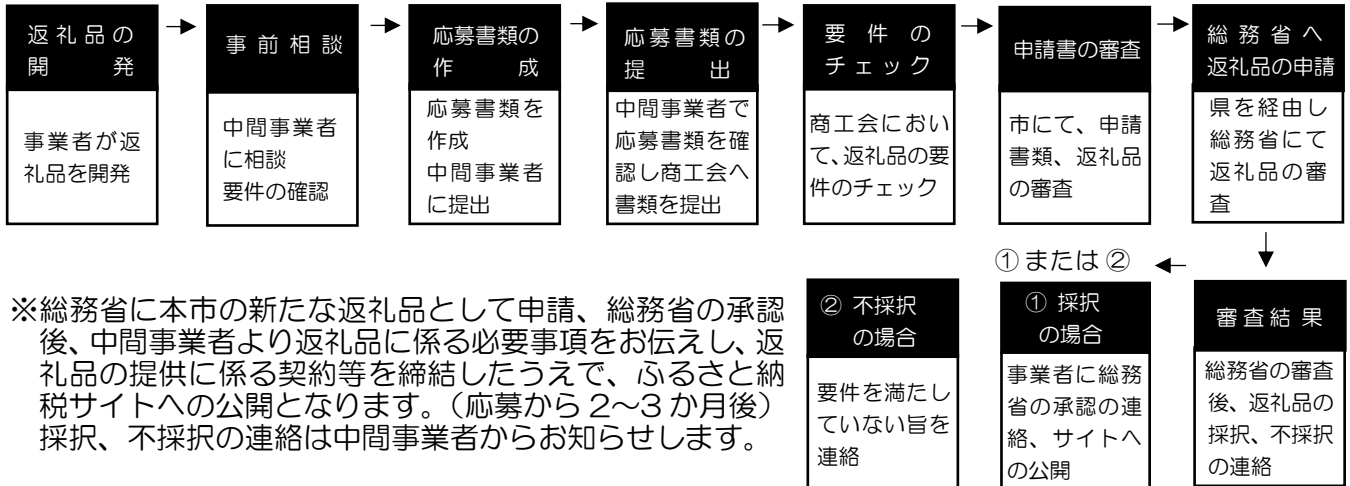 返礼品の
開発
事業者が返
礼品を開発
事前相談
中間事業者
に相談
要件の確認
応募書類の
作成
応募書類を
作成
中間事業者
に提出
応募書類の
提出
中間事業者で
応募書類を確
認し商工会へ
書類を提出
要件の
チェック
商工会におい
て、返礼品の要
件のチェック
申請書の審査
市にて、申請
書類、返礼品
の審査
総務省へ
返礼品の申請
県を経由し
総務省にて
返礼品の審
査
①または②
審査結果
総務省の審査
後、返礼品の
採択、不採択
の連絡
① 採択
の場合
事業者に総務
省の承認の連
絡、サイトへ
の公開
② 不採択
の場合
要件を満たし
ていない旨を
連絡
※総務省に本市の新たな返礼品として申請、総務省の承認
後、中間事業者より返礼品に係る必要事項をお伝えし、返
礼品の提供に係る契約等を締結したうえで、ふるさと納
税サイトへの公開となります。（応募から２～３か月後）
採択、不採択の連絡は中間事業者からお知らせします。